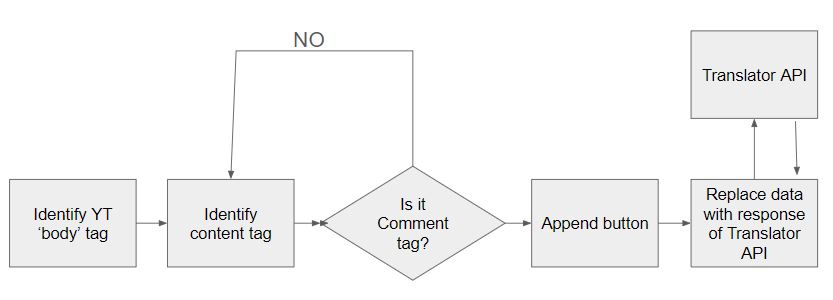 NO
Translator API
Identify YT
‘body’ tag
Identify
content tag
Is it
Comment
tag?
Append button
Replace data
with response
of Translator
API